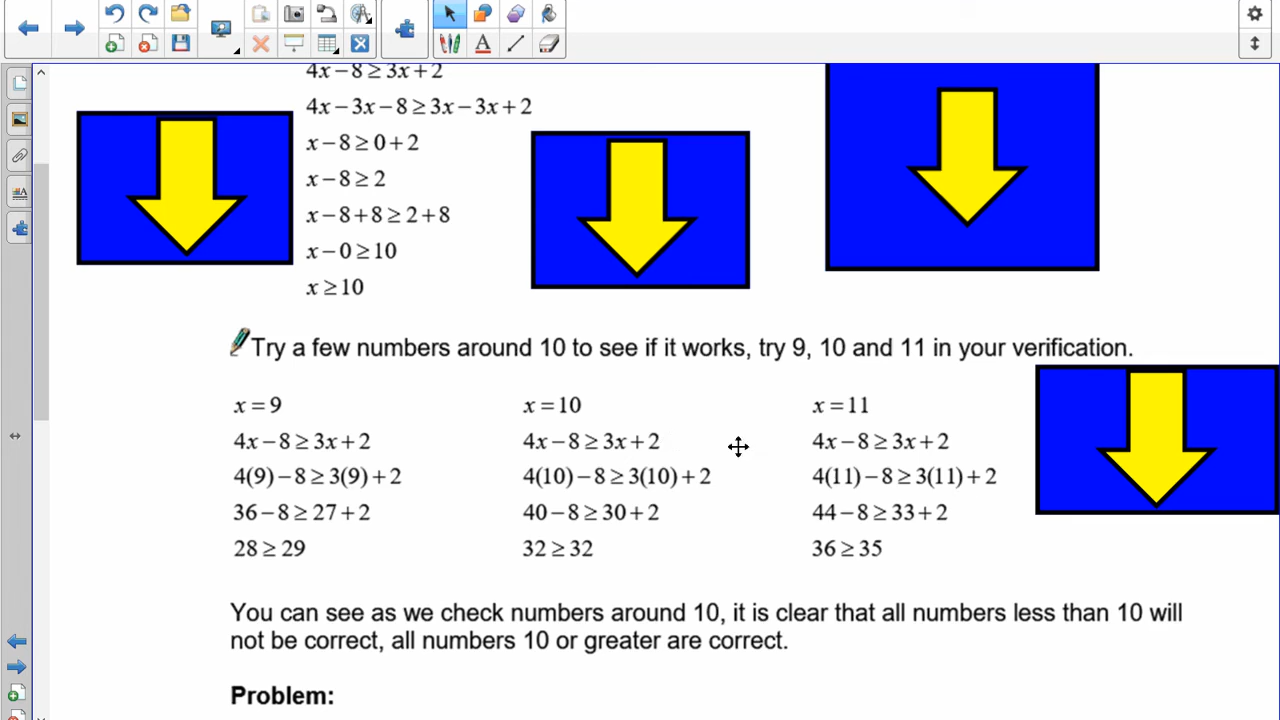 4x − 8 ≥ 3x + 2
4x − 3x − 8 ≥ 3x − 3x + 2
x − 8 ≥ 0 + 2
x − 8 ≥ 2
x − 8 + 8 ≥ 2 + 8
x − 0 ≥ 10
x ≥ 10
Try a few numbers around 10 to see if it works, try 9, 10 and 11 in your verification.
x = 9
4x − 8 ≥ 3x + 2
4(9) − 8 ≥ 3(9) + 2
36 − 8 ≥ 27 + 2
28 ≥ 29
x = 10
4x − 8 ≥ 3x + 2
4(10) − 8 ≥ 3(10) + 2
40 − 8 ≥ 30 + 2
32 ≥ 32
x = 11
4x − 8 ≥ 3x + 2
4(11) − 8 ≥ 3(11) + 2
44 − 8 ≥ 33 + 2
36 ≥ 35
You can see as we check numbers around 10, it is clear that all numbers less than 10 will
not be correct, all numbers 10 or greater are correct.
Problem: